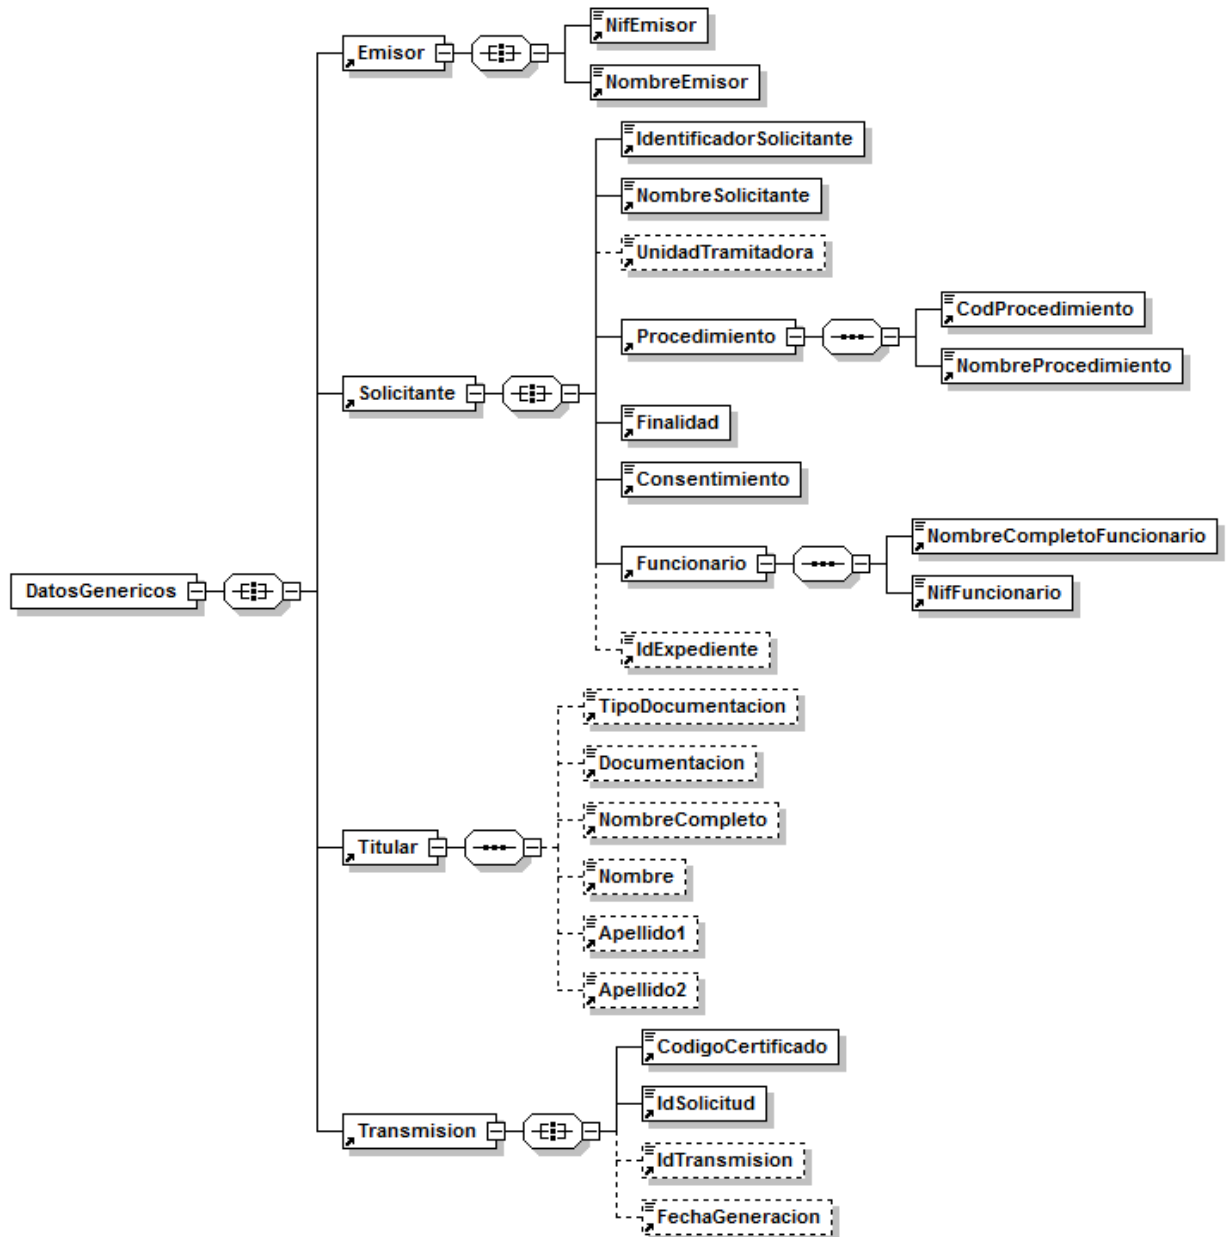 NifEmisor
Emisor
NombreEmisor
IdentificadorSolicitante
NombreSolicitante
UnidadTramitadora
CodProcedimiento
Procedimiento
NombreProcedimiento
Solicitante
Finalidad
Consentimiento
NombreCompletoFuncionario
Funcionario
DatosGenericos
NifFuncionario
IdExpediente
TipoDocumentacion
Documentacion
NombreCompleto
Titular
Nombre
Apellido1
Apellido2
CodigoCertificado
IdSolicitud
Transmision
IdTransmision
FechaGeneracion